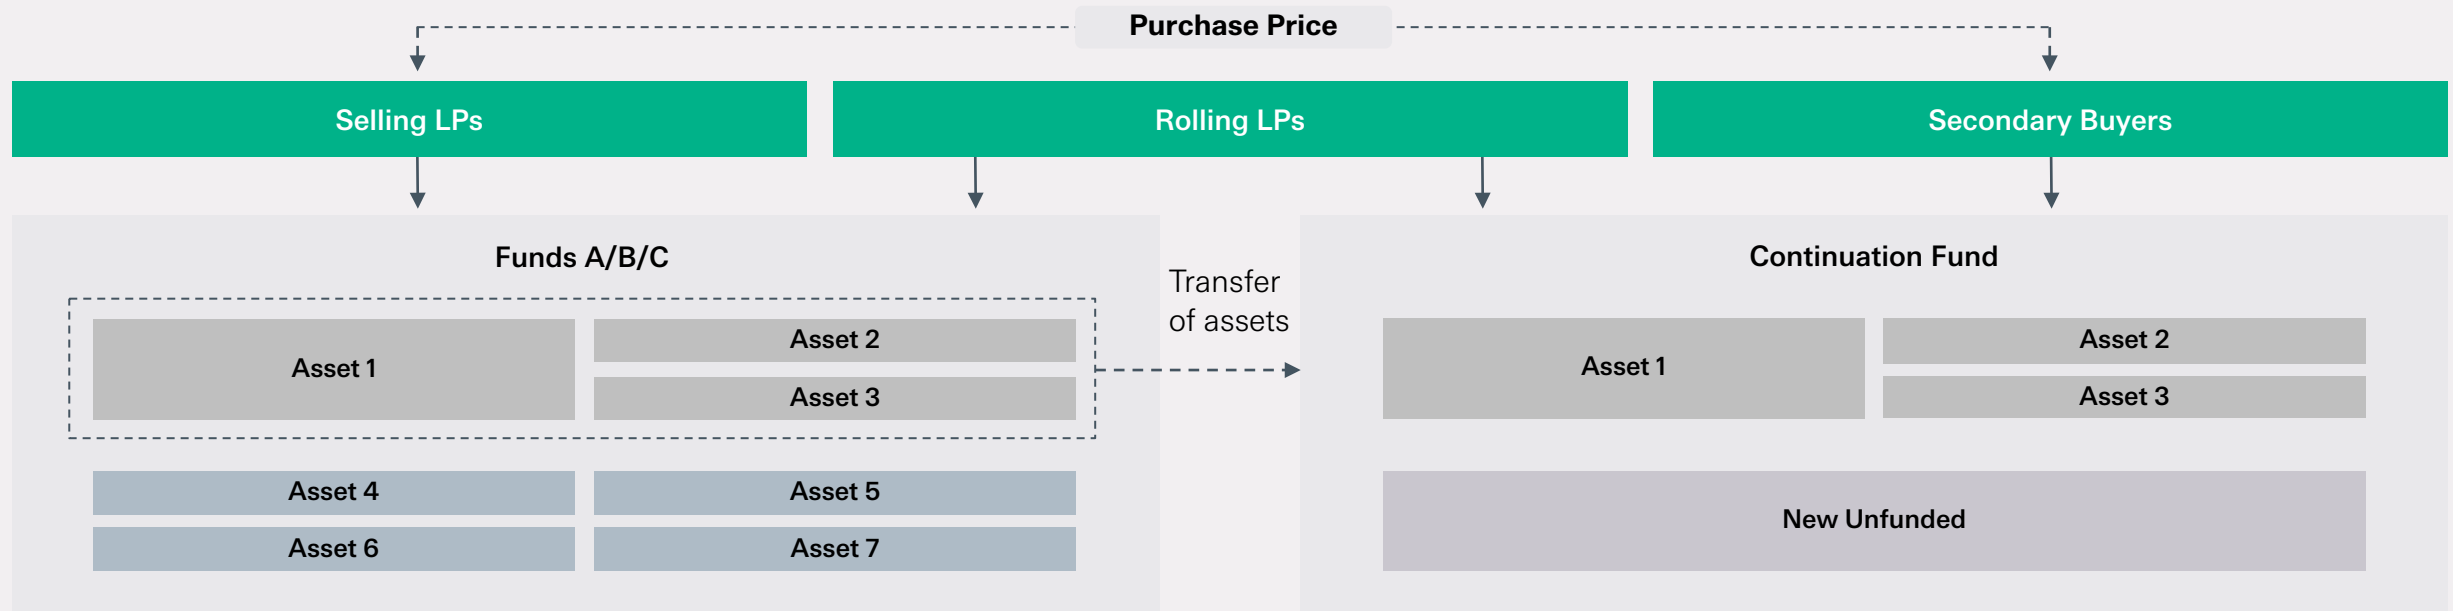 Purchase Price
Selling LPs
Rolling LPs
Secondary Buyers
Funds A/B/C
Asset 1
Asset 2
Asset 3
Asset 4
Asset 5
Asset 6
Asset 7
Transfer
of assets
Continuation Fund
Asset 1
Asset 2
Asset 3
New Unfunded